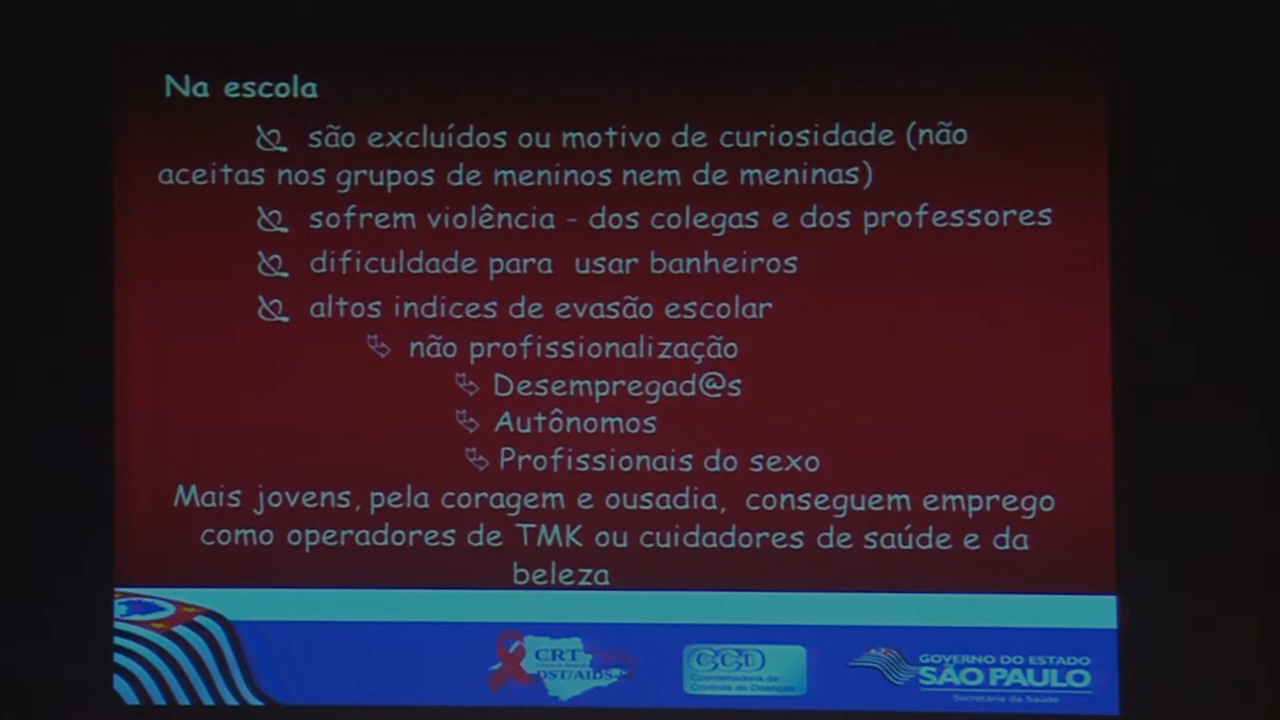 Na escola
são excluídos ou motivo de curiosidade (não
aceitas nos grupos de meninos nem de meninas)
sofrem violência - dos colegas e dos professores
dificuldade para usar banheiros
altos indices de evasão escolar
não profissionalização
Desempregad@s
Autônomos
Profissionais do sexo
Mais jovens, pela coragem e ousadia, conseguem emprego
como operadores de TMK ou cuidadores de saúde e da
beleza
CRT
DST/AIDS
CCD
Coordenadoria de
Controle de Doenças
GOVERNO DO ESTADO
SÃO PAULO
Secretaria da Saúde